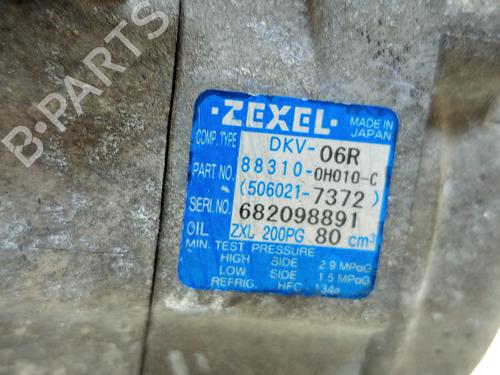 ZEXEL
MADE IN
JAPAN
COMP. TYPE DKV-06R
PART NO. 88310-0H010-C
(506021-7372)
SERI.NO. 682098891
OIL ZXL 200PG 80 cm³
MIN. TEST PRESSURE
HIGH SIDE 2.9 MPaG
LOW SIDE 1.5 MPaG
REFRIG. HFC-134a
B-PARTS
B-PARTS